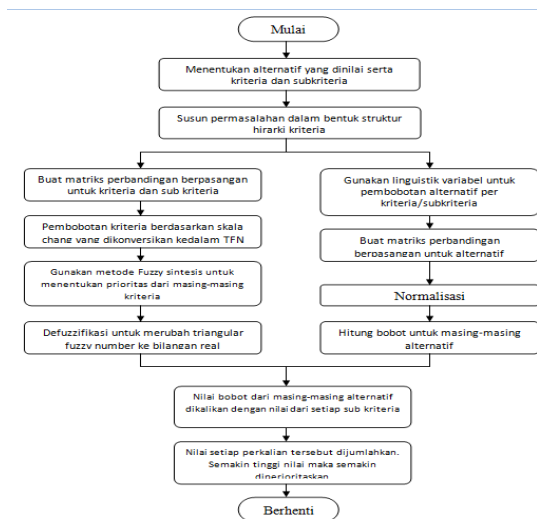 Mulai
Menentukan alternatif yang dinilai serta
kriteria dan subkriteria
Susun permasalahan dalam bentuk struktur
hirarki kriteria
Buat matriks perbandingan berpasangan
untuk kriteria dan sub kriteria
Pembobotan kriteria berdasarkan skala
chang yang dikonversikan kedalam TFN
Gunakan metode Fuzzy sintesis untuk
menentukan prioritas dari masing-masing
kriteria
Defuzzifikasi untuk merubah triangular
fuzzy number ke bilangan real
Gunakan linguistik variabel untuk
pembobotan alternatif per
kriteria/subkriteria
Buat matriks perbandingan
berpasangan untuk alternatif
Normalisasi
Hitung bobot untuk masing-masing
alternatif
Nilai bobot dari masing-masing alternatif
dikalikan dengan nilai dari setiap sub kriteria
Nilai setiap perkalian tersebut dijumlahkan.
Semakin tinggi nilai maka semakin
diprioritaskan
Berhenti